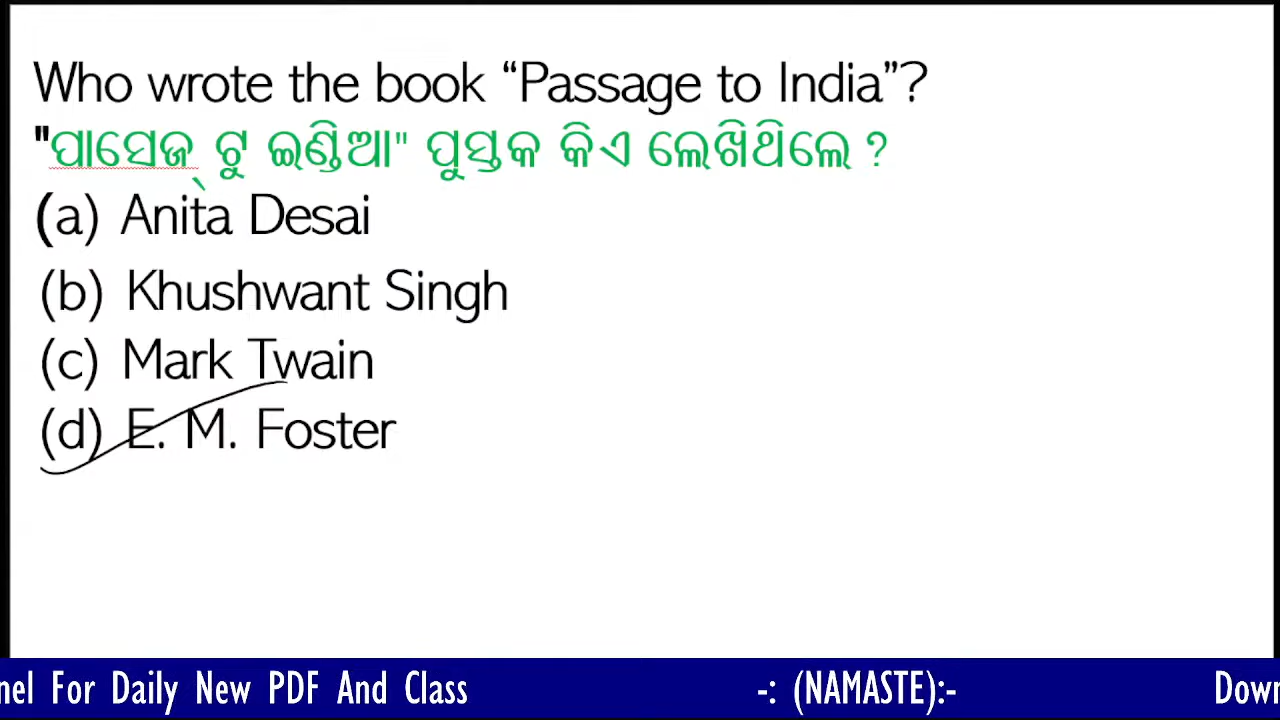 Who wrote the book “Passage to India”?
"ପାସେଜ୍ ଟୁ ଇଣ୍ଡିଆ" ପୁସ୍ତକ କିଏ ଲେଖିଥିଲେ ?
(a) Anita Desai
(b) Khushwant Singh
(c) Mark Twain
(d) E. M. Foster
nel For Daily New PDF And Class -: (NAMASTE):- Down